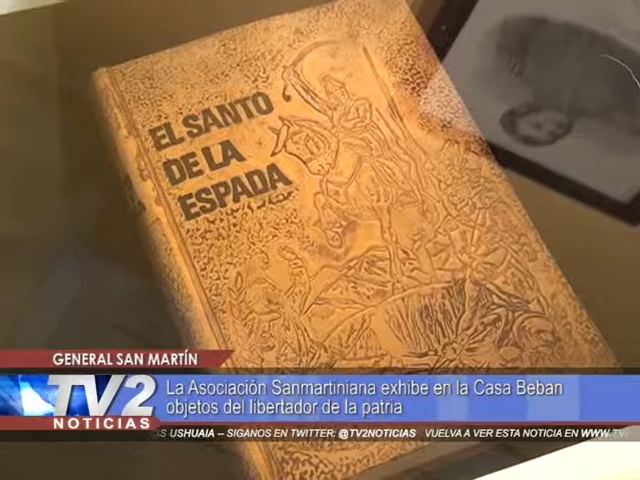 EL SANTO
DE LA
ESPADA
GENERAL SAN MARTÍN
TV2
NOTICIAS
La Asociación Sanmartiniana exhibe en la Casa Beban
objetos del libertador de la patria
USHUAIA – SIGANOS EN TWITTER: @TV2NOTICIAS VUELVA A VER ESTA NOTICIA EN WWW.TV